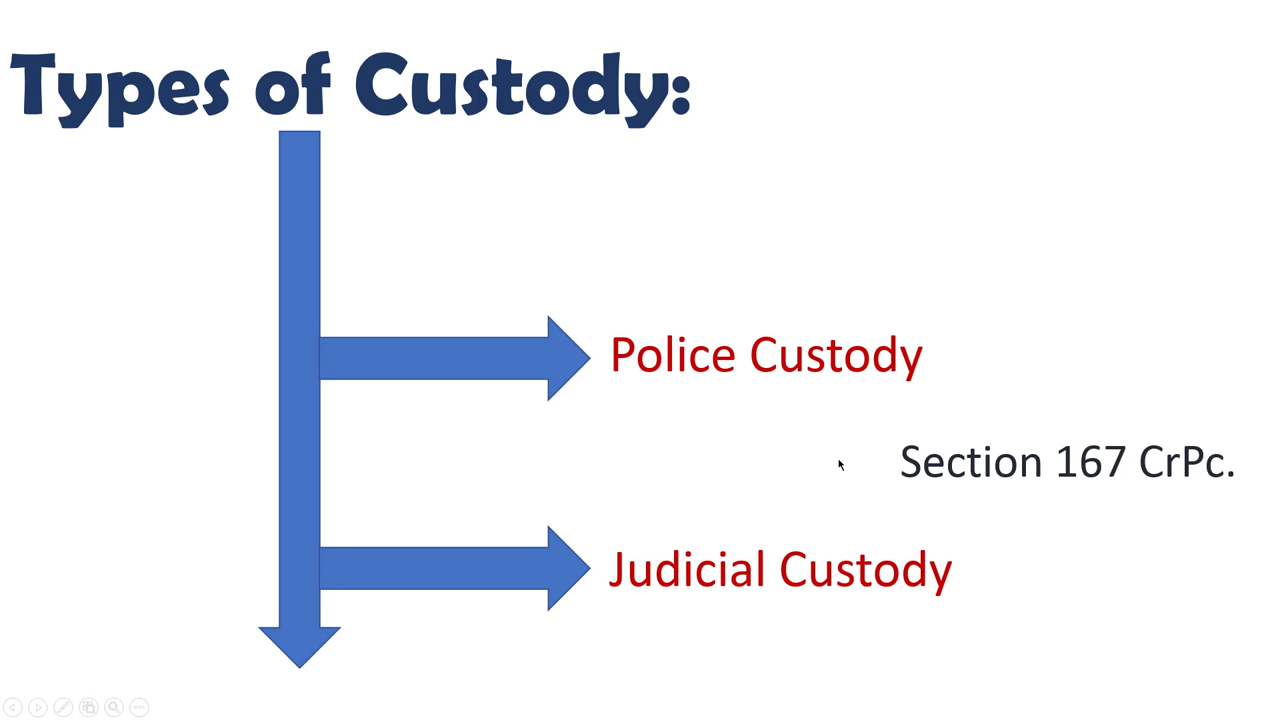 Types of Custody:
Police Custody
Section 167 CrPc.
Judicial Custody